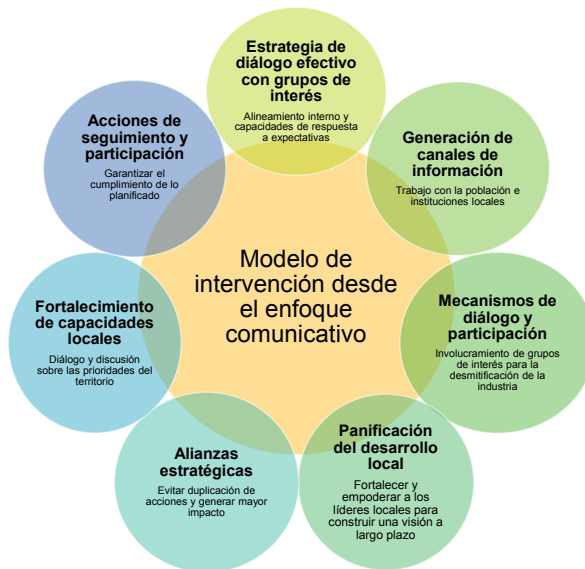 Estrategia de
diálogo efectivo
con grupos de
interés
Alineamiento interno y
capacidades de respuesta
a expectativas
Generación de
canales de
información
Trabajo con la población e
instituciones locales
Mecanismos de
diálogo y
participación
Involucramiento de grupos
de interés para la
desmitificación de la
industria
Panificación
del desarrollo
local
Fortalecer y
empoderar a los
líderes locales para
construir una visión a
largo plazo
Alianzas
estratégicas
Evitar duplicación de
acciones y generar mayor
impacto
Fortalecimiento
de capacidades
locales
Diálogo y discusión
sobre las prioridades del
territorio
Acciones de
seguimiento y
participación
Garantizar el
cumplimiento de lo
planificado
Modelo de
intervención desde
el enfoque
comunicativo